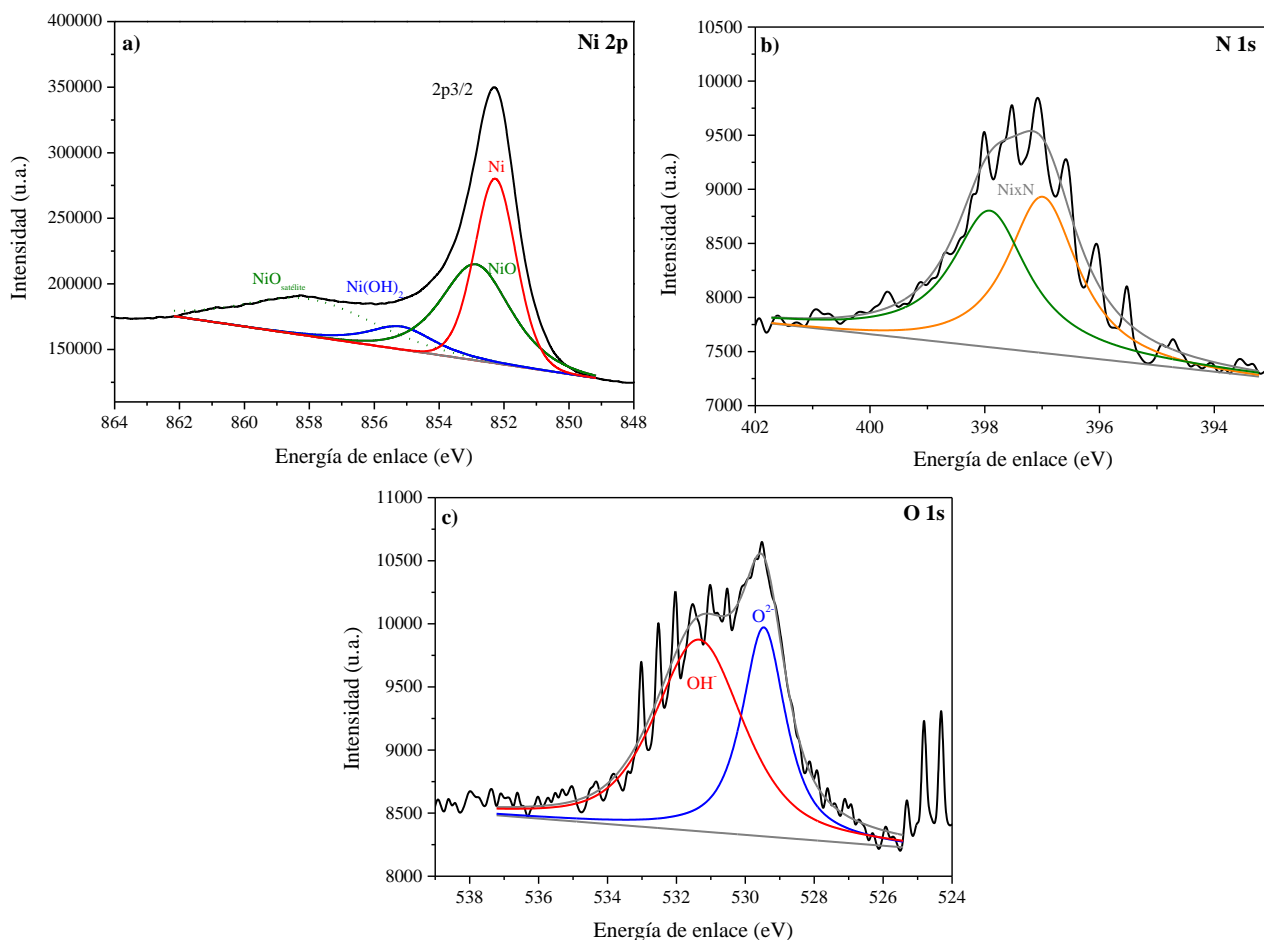 a)
Ni 2p
2p3/2
Ni
NiO
Ni(OH)2
NiOsatélite
400000
350000
300000
250000
200000
150000
Intensidad (u.a.)
864 862 860 858 856 854 852 850 848
Energía de enlace (eV)
b)
N 1s
NixN
10500
10000
9500
9000
8500
8000
7500
7000
Intensidad (u.a.)
402 400 398 396 394
Energía de enlace (eV)
c)
O 1s
O2-
OH-
11000
10500
10000
9500
9000
8500
8000
Intensidad (u.a.)
538 536 534 532 530 528 526 524
Energía de enlace (eV)